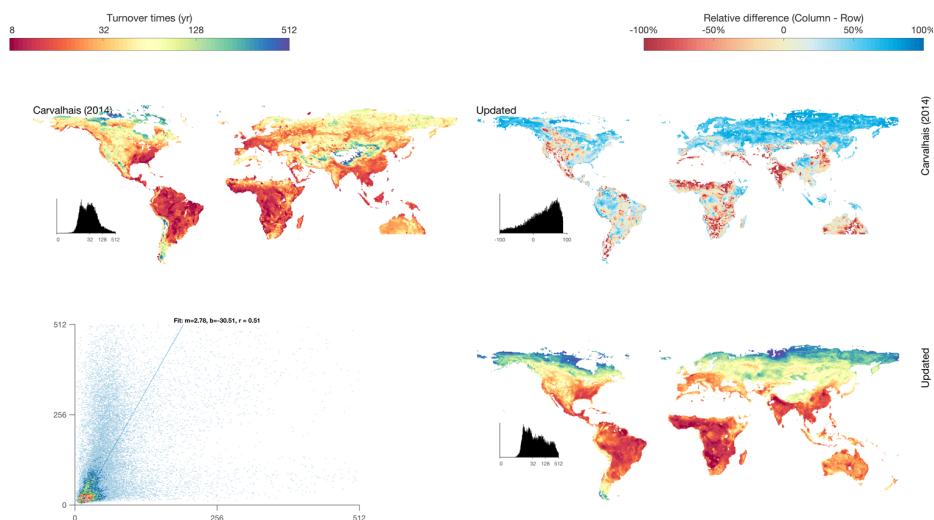 Turnover times (yr)
8 32 128 512
Relative difference (Column - Row)
-100% -50% 0 50% 100%
Carvalhais (2014)
0 32 128 512
Updated
-100 0 100
Carvalhais (2014)
Fit: m=2.78, b=-30.51, r = 0.51
512
256
0
0 256 512
0 32 128 512
Updated